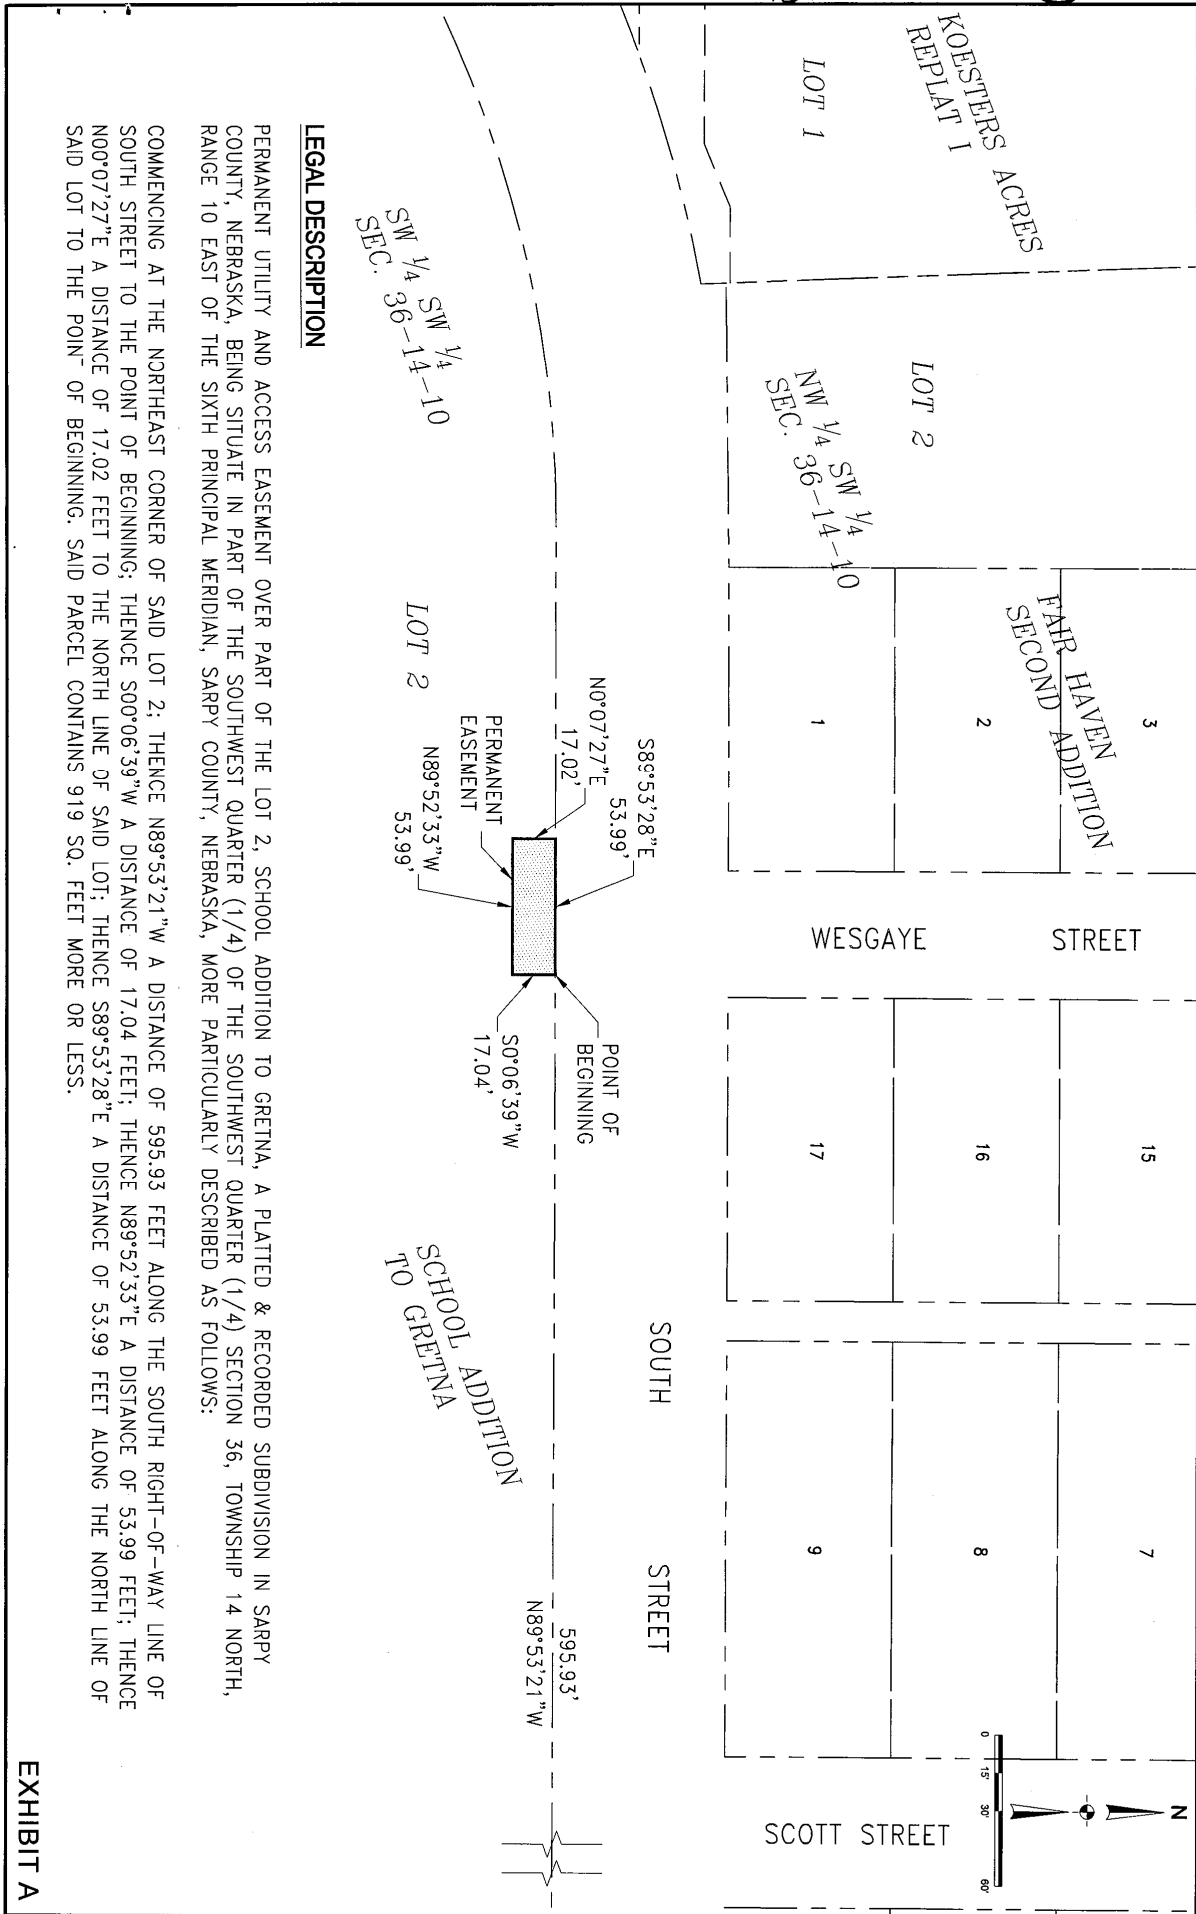 KOESTERS ACRES
REPLAT I
LOT 1
LOT 2
NW ¼ SW ¼
SEC. 36-14-10
FAIR HAVEN
SECOND ADDITION
3
2
1
WESGAYE STREET
15
16
17
7
8
9
N
0 15' 30' 60'
SCOTT STREET
SOUTH STREET
SW ¼ SW ¼
SEC. 36-14-10
LOT 2
S89°53'28"E
53.99'
N0°07'27"E
17.02'
PERMANENT
EASEMENT
N89°52'33"W
53.99'
POINT OF
BEGINNING
S0°06'39"W
17.04'
SCHOOL ADDITION
TO GRETNA
595.93'
N89°53'21"W
LEGAL DESCRIPTION
PERMANENT UTILITY AND ACCESS EASEMENT OVER PART OF THE LOT 2, SCHOOL ADDITION TO GRETNA, A PLATTED & RECORDED SUBDIVISION IN SARPY
COUNTY, NEBRASKA, BEING SITUATE IN PART OF THE SOUTHWEST QUARTER (1/4) OF THE SOUTHWEST QUARTER (1/4) SECTION 36, TOWNSHIP 14 NORTH,
RANGE 10 EAST OF THE SIXTH PRINCIPAL MERIDIAN, SARPY COUNTY, NEBRASKA, MORE PARTICULARLY DESCRIBED AS FOLLOWS:
COMMENCING AT THE NORTHEAST CORNER OF SAID LOT 2; THENCE N89°53'21"W A DISTANCE OF 595.93 FEET ALONG THE SOUTH RIGHT-OF-WAY LINE OF
SOUTH STREET TO THE POINT OF BEGINNING; THENCE S00°06'39"W A DISTANCE OF 17.04 FEET; THENCE N89°52'33"E A DISTANCE OF 53.99 FEET; THENCE
N00°07'27"E A DISTANCE OF 17.02 FEET TO THE NORTH LINE OF SAID LOT; THENCE S89°53'28"E A DISTANCE OF 53.99 FEET ALONG THE NORTH LINE OF
SAID LOT TO THE POINT OF BEGINNING. SAID PARCEL CONTAINS 919 SQ. FEET MORE OR LESS.
EXHIBIT A